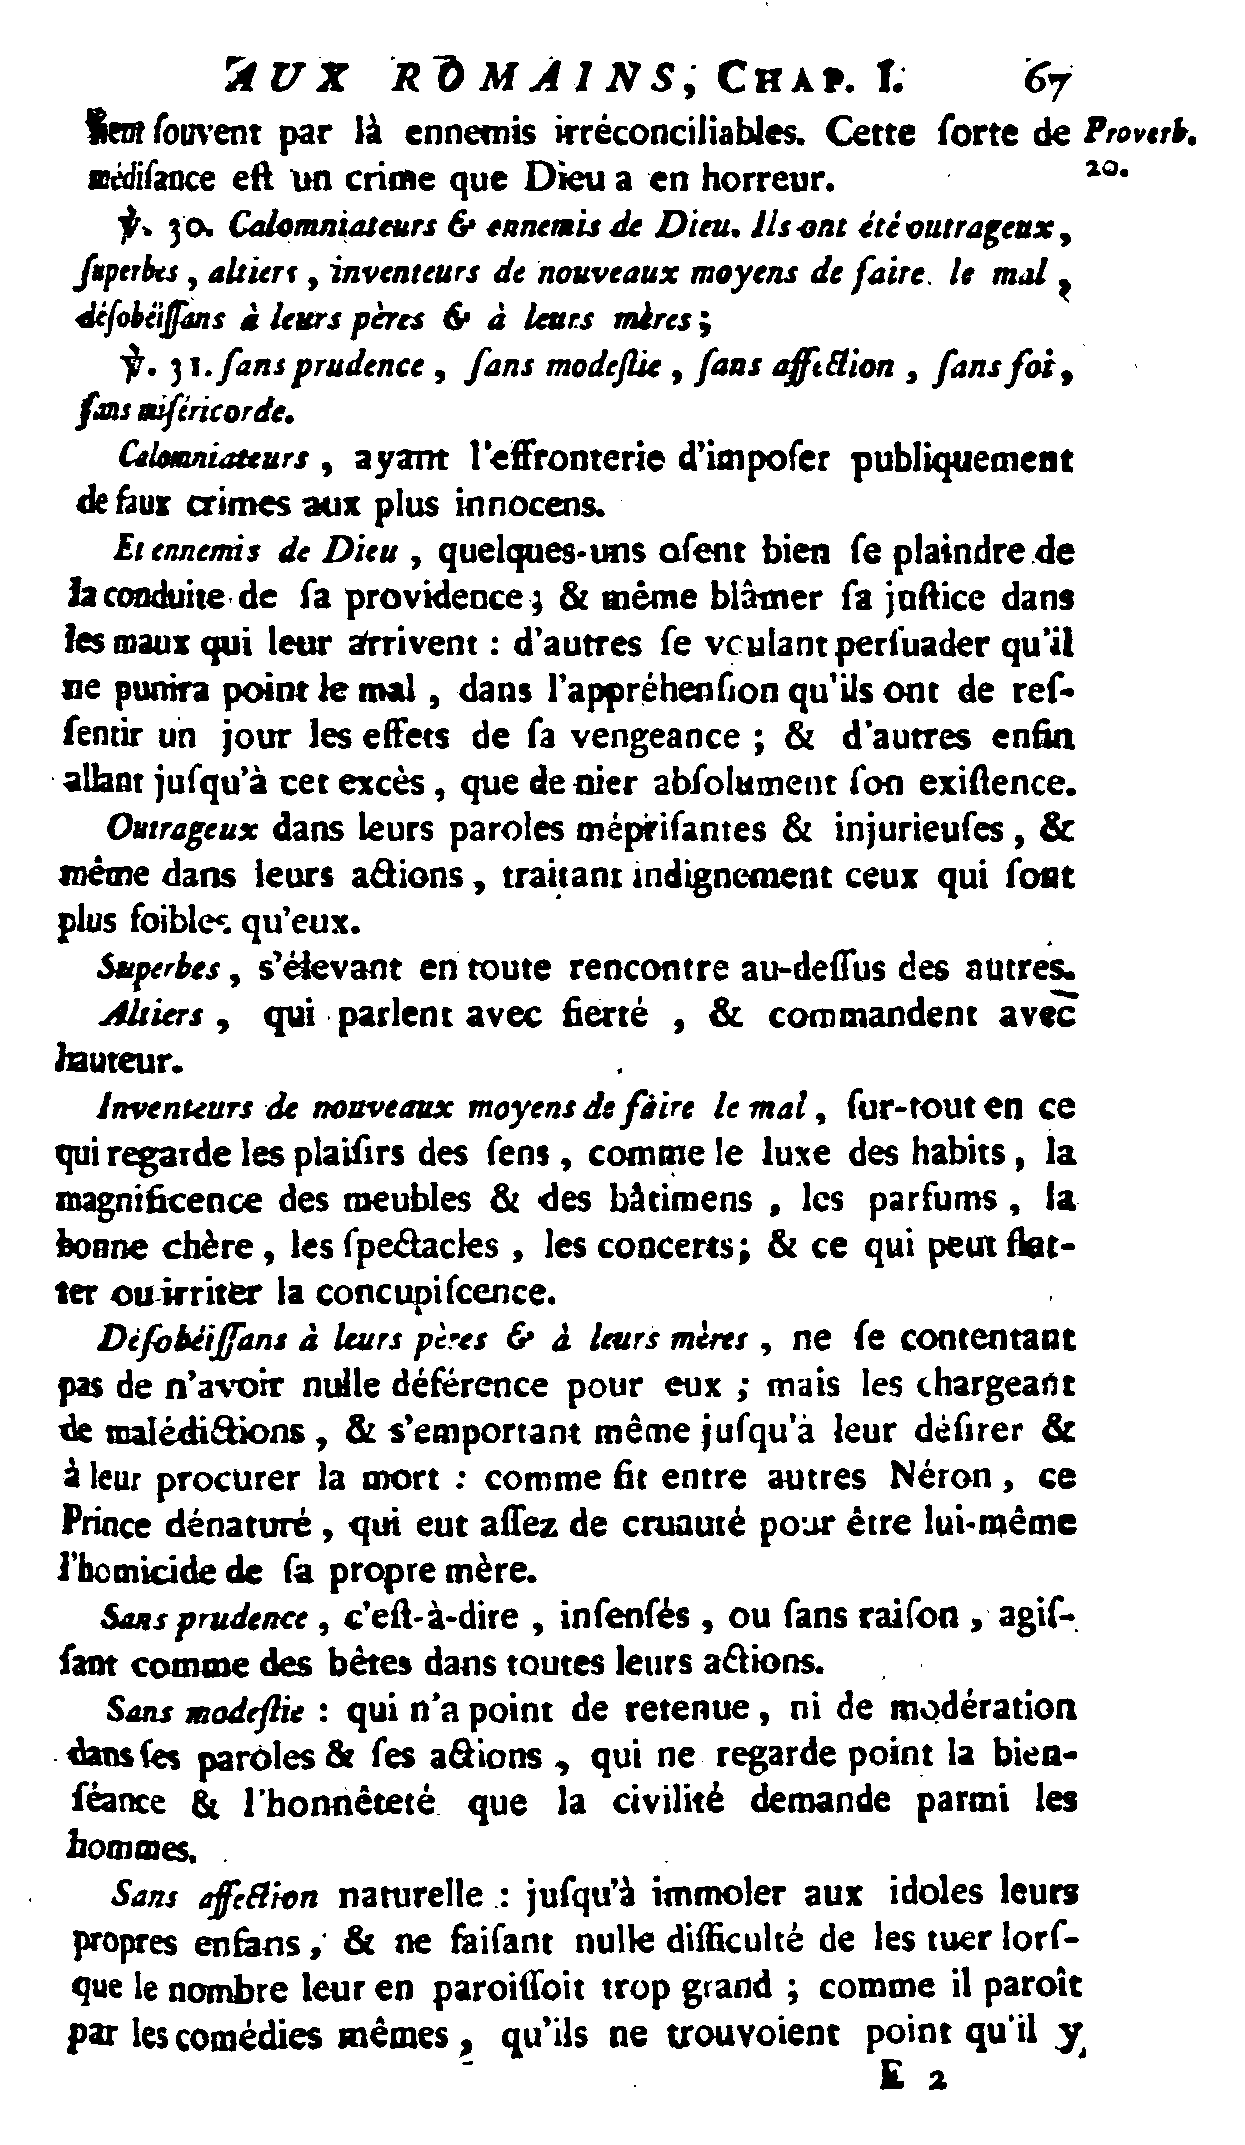 AUX ROMAINS, CHAP. I. 67
ſouvent par là ennemis irréconciliables. Cette ſorte de Proverb.
médiſance eſt un crime que Dieu a en horreur. 20.
℣. 30. Calomniateurs & ennemis de Dieu. Ils ont été outrageux,
ſuperbes, altiers, inventeurs de nouveaux moyens de faire le mal,
déſobéiſſans à leurs pères & à leurs mères;
℣. 31. ſans prudence, ſans modeſtie, ſans affection, ſans foi,
ſans miſéricorde.
Calomniateurs, ayant l'effronterie d'impoſer publiquement
de faux crimes aux plus innocens.
Et ennemis de Dieu, quelques-uns oſent bien ſe plaindre de
la conduite de ſa providence; & même blâmer ſa juſtice dans
les maux qui leur arrivent : d'autres ſe voulant perſuader qu'il
ne punira point le mal, dans l'appréhenſion qu'ils ont de reſ-
ſentir un jour les effets de ſa vengeance; & d'autres enfin
allant juſqu'à cet excès, que de nier abſolument ſon exiſtence.
Outrageux dans leurs paroles mépriſantes & injurieuſes, &
même dans leurs actions, traitant indignement ceux qui ſont
plus foibles qu'eux.
Superbes, s'élevant en toute rencontre au-deſſus des autres.
Altiers, qui parlent avec fierté, & commandent avec
hauteur.
Inventeurs de nouveaux moyens de faire le mal, ſur-tout en ce
qui regarde les plaiſirs des ſens, comme le luxe des habits, la
magnificence des meubles & des bâtimens, les parfums, la
bonne chère, les ſpectacles, les concerts; & ce qui peut flat-
ter ou irriter la concupiſcence.
Déſobéiſſans à leurs pères & à leurs mères, ne ſe contentant
pas de n'avoir nulle déférence pour eux; mais les chargeant
de malédictions, & s'emportant même juſqu'à leur déſirer &
à leur procurer la mort : comme fit entre autres Néron, ce
Prince dénaturé, qui eut aſſez de cruauté pour être lui-même
l'homicide de ſa propre mère.
Sans prudence, c'eſt-à-dire, inſenſés, ou ſans raiſon, agiſ-
ſant comme des bêtes dans toutes leurs actions.
Sans modeſtie : qui n'a point de retenue, ni de modération
dans ſes paroles & ſes actions, qui ne regarde point la bien-
ſéance & l'honnêteté que la civilité demande parmi les
hommes.
Sans affection naturelle : juſqu'à immoler aux idoles leurs
propres enfans, & ne faiſant nulle difficulté de les tuer lorſ-
que le nombre leur en paroiſſoit trop grand; comme il paroît
par les comédies mêmes, qu'ils ne trouvoient point qu'il y
E 2